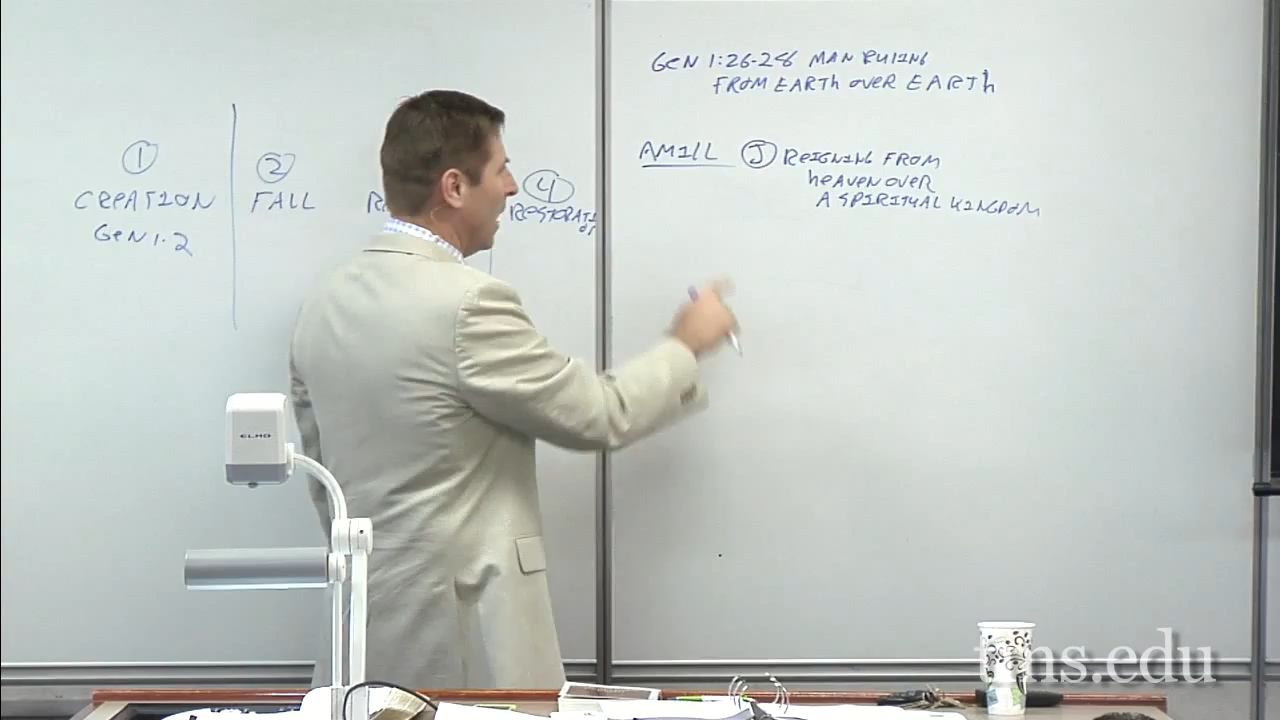 ①
CREATION
GEN 1-2
②
FALL
④
RESTORATI
GEN 1:26-28 MAN RULING
FROM EARTH OVER EARTH
AMILL Ⓙ REIGNING FROM
HEAVEN OVER
A SPIRITUAL KINGDOM
ELMO
tms.edu